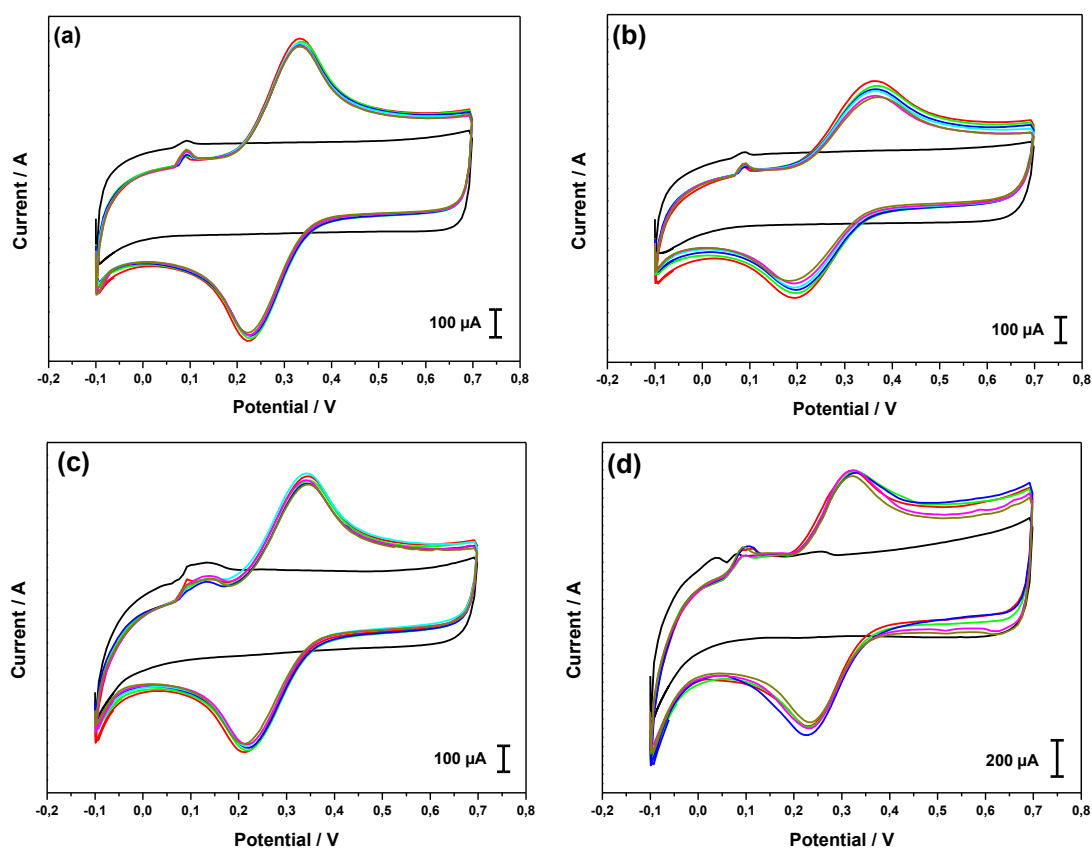 (a)
Current / A
100 µA
-0,2 -0,1 0,0 0,1 0,2 0,3 0,4 0,5 0,6 0,7 0,8
Potential / V
(b)
Current / A
100 µA
-0,2 -0,1 0,0 0,1 0,2 0,3 0,4 0,5 0,6 0,7 0,8
Potential / V
(c)
Current / A
100 µA
-0,2 -0,1 0,0 0,1 0,2 0,3 0,4 0,5 0,6 0,7 0,8
Potential / V
(d)
Current / A
200 µA
-0,2 -0,1 0,0 0,1 0,2 0,3 0,4 0,5 0,6 0,7 0,8
Potential / V